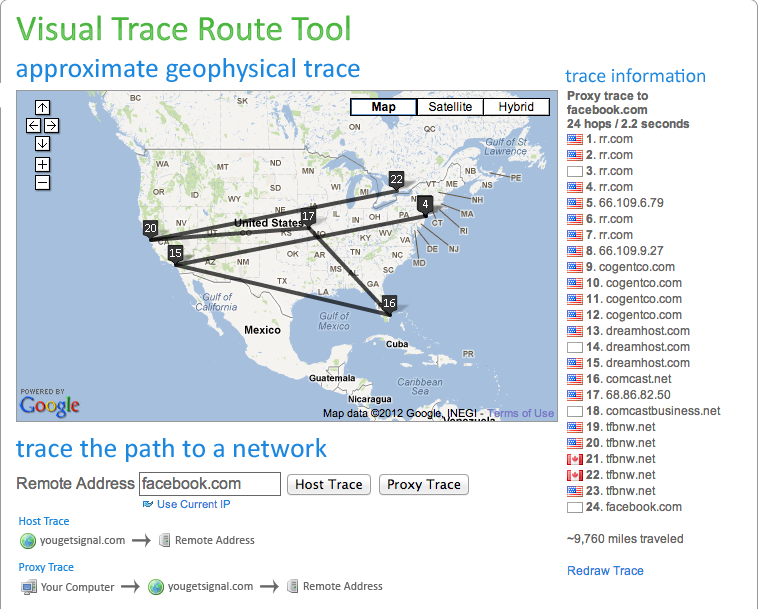 Visual Trace Route Tool
approximate geophysical trace
Map
Satellite
Hybrid
BC
SK
ON
QC
Gulf of St
Lawrence
WA
MT
ND
MN
NB
PE
OR
ID
SD
WI
MI
VT
ME
NS
WY
IA
NH
22
4
NV
NE
IL
IN
OH
PA
MA
CT
RI
20
17
United States
CA
UT
CO
KS
MO
KY
WV
VA
NJ
DE
MD
15
AZ
NM
OK
AR
TN
NC
SC
MS
AL
GA
TX
LA
16
Gulf of
California
Gulf of
Mexico
Mexico
Cuba
PR
Guatemala
Caribbean
Sea
Nicaragua
POWERED BY
Google
Map data ©2012 Google, INEGI - Terms of Use
Venezuela
trace the path to a network
Remote Address
facebook.com
Host Trace
Proxy Trace
Use Current IP
Host Trace
yougetsignal.com
Remote Address
Proxy Trace
Your Computer
yougetsignal.com
Remote Address
trace information
Proxy trace to
facebook.com
24 hops / 2.2 seconds
1. rr.com
2. rr.com
3. rr.com
4. rr.com
5. 66.109.6.79
6. rr.com
7. rr.com
8. 66.109.9.27
9. cogentco.com
10. cogentco.com
11. cogentco.com
12. cogentco.com
13. dreamhost.com
14. dreamhost.com
15. dreamhost.com
16. comcast.net
17. 68.86.82.50
18. comcastbusiness.net
19. tfbnw.net
20. tfbnw.net
21. tfbnw.net
22. tfbnw.net
23. tfbnw.net
24. facebook.com
~9,760 miles traveled
Redraw Trace